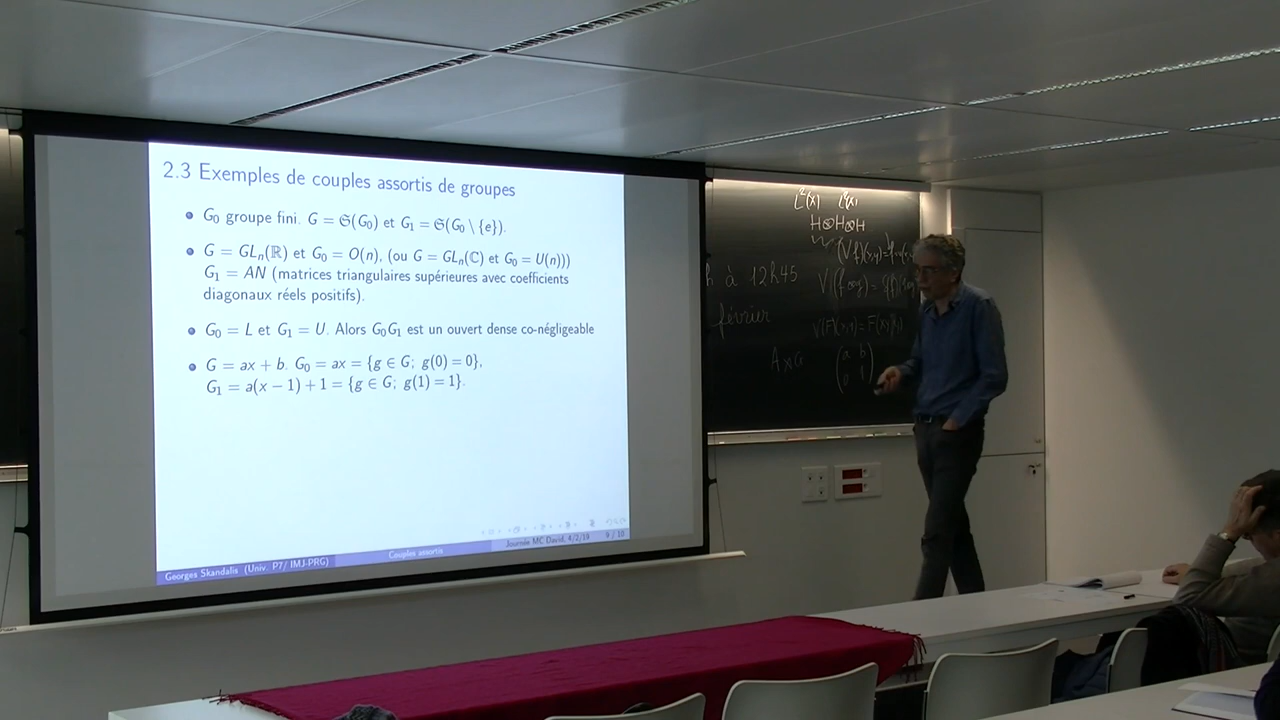 2.3 Exemples de couples assortis de groupes
• G₀ groupe fini. G = 𝔖(G₀) et G₁ = 𝔖(G₀ \ {e}).
• G = GLₙ(ℝ) et G₀ = O(n), (ou G = GLₙ(ℂ) et G₀ = U(n)))
G₁ = AN (matrices triangulaires supérieures avec coefficients
diagonaux réels positifs).
• G₀ = L et G₁ = U. Alors G₀G₁ est un ouvert dense co-négligeable
• G = ax + b. G₀ = ax = {g ∈ G; g(0) = 0},
G₁ = a(x − 1) + 1 = {g ∈ G; g(1) = 1}.
Georges Skandalis (Univ. P7/ IMJ-PRG) Couples assortis Journée MC David, 4/2/19 9 / 10
L²(X)
H⊗H⊗H
h à 12h45
février